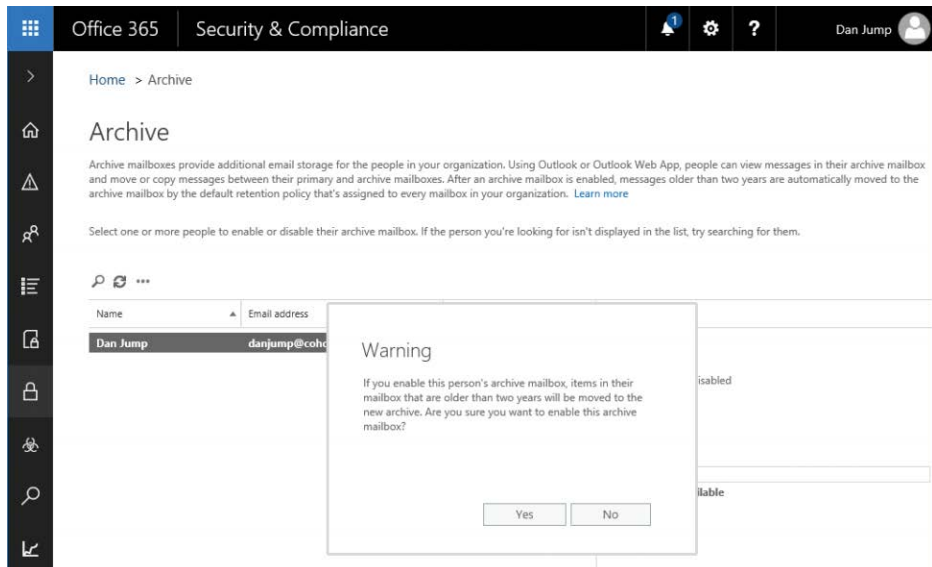 Office 365 Security & Compliance 1 ? Dan Jump
Home > Archive
Archive
Archive mailboxes provide additional email storage for the people in your organization. Using Outlook or Outlook Web App, people can view messages in their archive mailbox
and move or copy messages between their primary and archive mailboxes. After an archive mailbox is enabled, messages older than two years are automatically moved to the
archive mailbox by the default retention policy that's assigned to every mailbox in your organization. Learn more
Select one or more people to enable or disable their archive mailbox. If the person you're looking for isn't displayed in the list, try searching for them.
Name Email address
Dan Jump danjump@coho
Warning
If you enable this person's archive mailbox, items in their
mailbox that are older than two years will be moved to the
new archive. Are you sure you want to enable this archive
mailbox?
Yes No
isabled
ilable